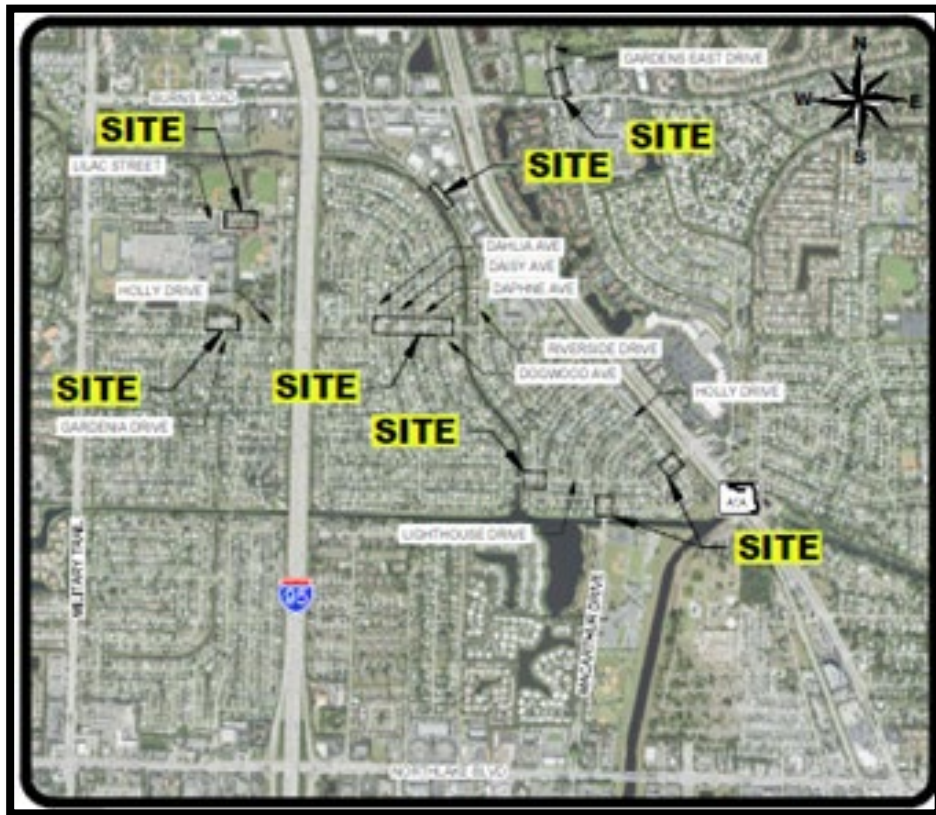 GARDENS EAST DRIVE
N
W
E
S
BURNS ROAD
SITE
SITE
SITE
LILAC STREET
DAHLIA AVE
DAISY AVE
DAPHNE AVE
HOLLY DRIVE
RIVERSIDE DRIVE
DOGWOOD AVE
SITE
SITE
HOLLY DRIVE
GARDENIA DRIVE
SITE
A1A
LIGHTHOUSE DRIVE
SITE
MILITARY TRAIL
95
MACARTHUR DRIVE
NORTHLAKE BLVD